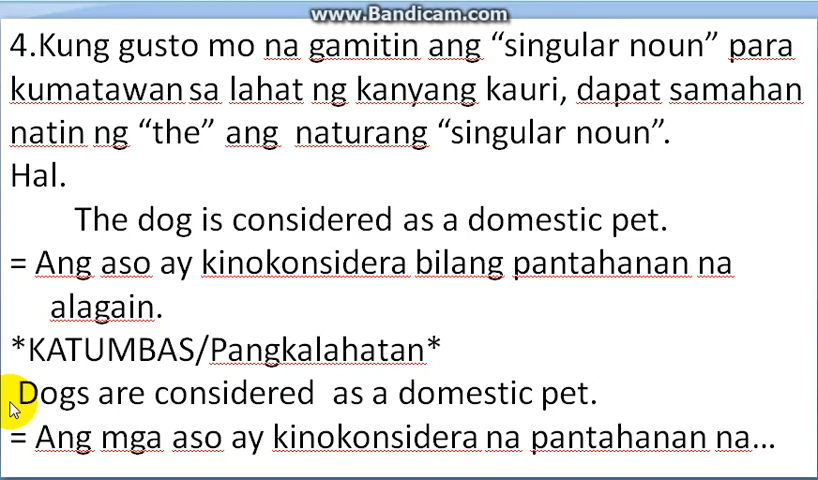 www.Bandicam.com
4.Kung gusto mo na gamitin ang “singular noun” para
kumatawan sa lahat ng kanyang kauri, dapat samahan
natin ng “the” ang naturang “singular noun”.
Hal.
The dog is considered as a domestic pet.
= Ang aso ay kinokonsidera bilang pantahanan na
alagain.
*KATUMBAS/Pangkalahatan*
Dogs are considered as a domestic pet.
= Ang mga aso ay kinokonsidera na pantahanan na...